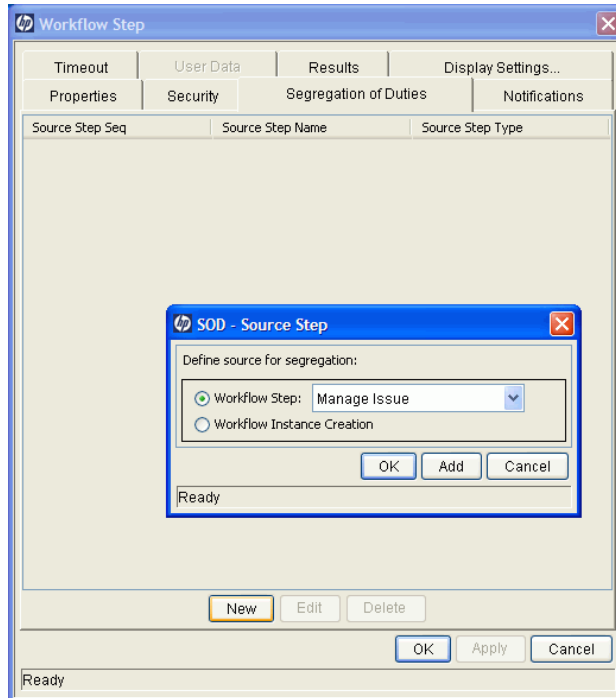 hp Workflow Step
Timeout User Data Results Display Settings...
Properties Security Segregation of Duties Notifications
Source Step Seq Source Step Name Source Step Type
hp SOD - Source Step
Define source for segregation:
Workflow Step: Manage Issue
Workflow Instance Creation
OK Add Cancel
Ready
New Edit Delete
OK Apply Cancel
Ready